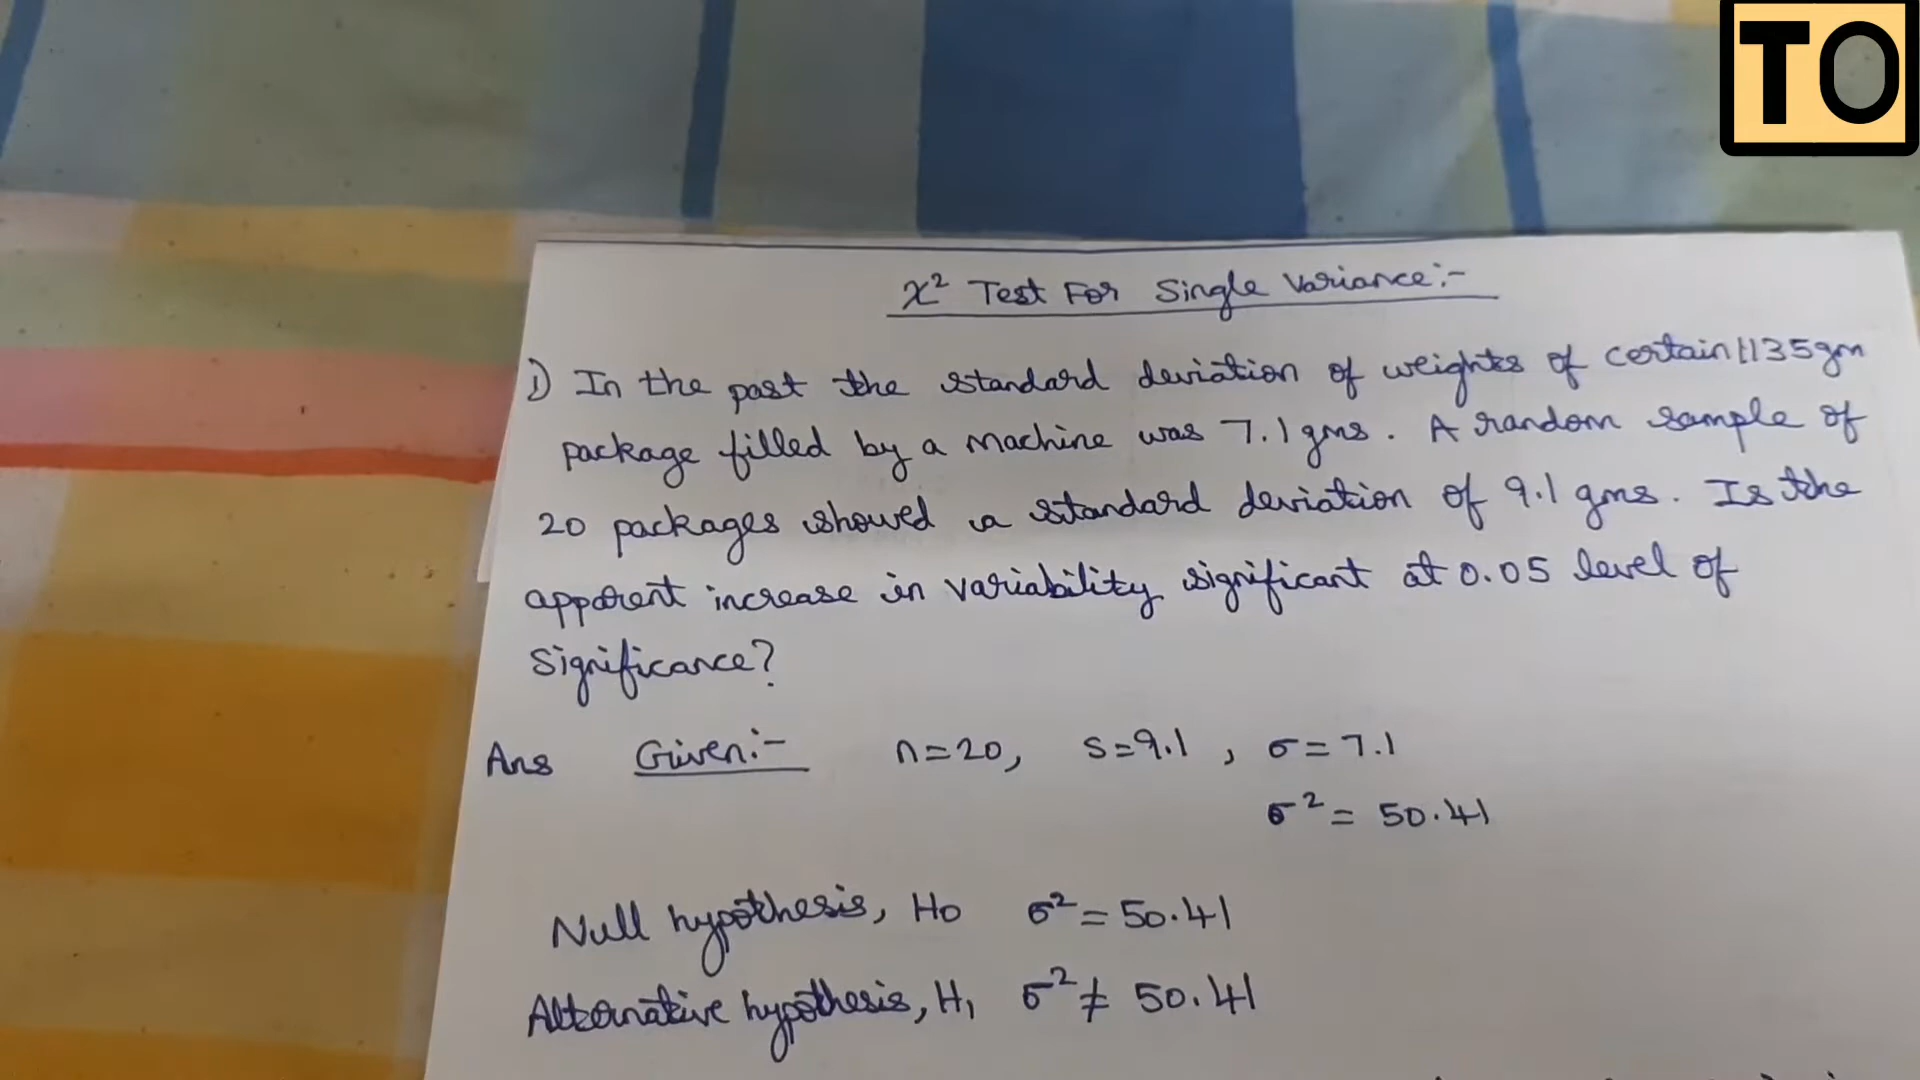 TO
χ² Test For Single Variance:-
1) In the past the standard deviation of weights of certain 1135gm
package filled by a machine was 7.1 gms. A random sample of
20 packages showed a standard deviation of 9.1 gms. Is the
apparent increase in variability significant at 0.05 level of
significance?
Ans Given:- n=20, s=9.1, σ=7.1
σ² = 50.41
Null hypothesis, H0 σ² = 50.41
Alternative hypothesis, H1 σ² ≠ 50.41